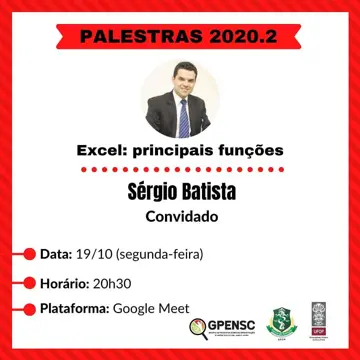 PALESTRAS 2020.2
Excel: principais funções
Sérgio Batista
Convidado
Data: 19/10 (segunda-feira)
Horário: 20h30
Plataforma: Google Meet
GPENSC